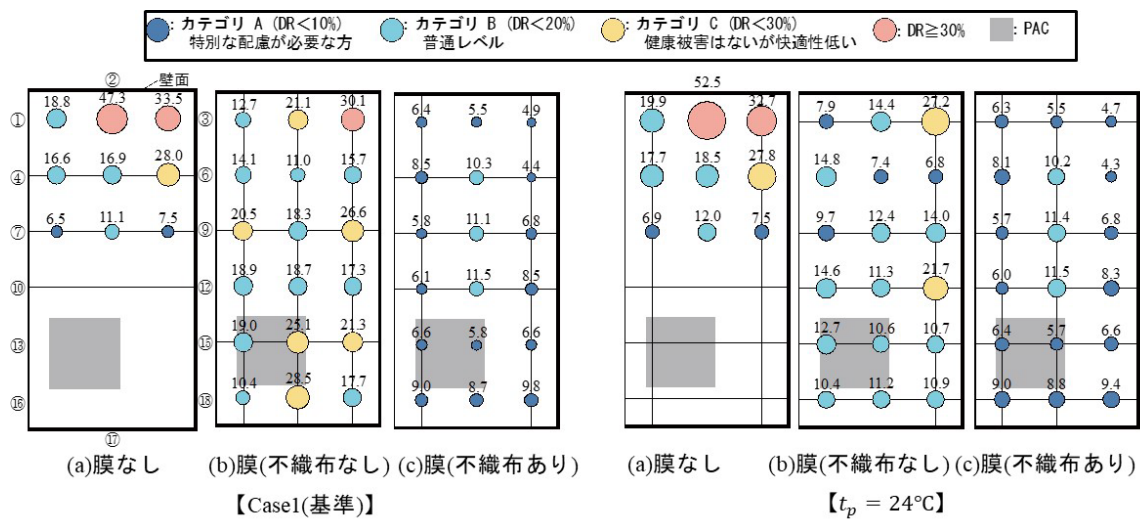 : カテゴリ A (DR<10%) : カテゴリ B (DR<20%) : カテゴリ C (DR<30%) : DR≧30% : PAC
特別な配慮が必要な方 普通レベル 健康被害はないが快適性低い
② 壁面
18.8 47.3 33.5
①
16.6 16.9 28.0
④
6.5 11.1 7.5
⑦
⑩
⑬
⑯
⑰
(a)膜なし
12.7 21.1 30.1
③
14.1 11.0 15.7
⑥
20.5 18.3 26.6
⑨
18.9 18.7 17.3
⑫
19.0 25.1 21.3
⑮
10.4 28.5 17.7
⑱
(b)膜(不織布なし)
6.4 5.5 4.9
8.5 10.3 4.4
5.8 11.1 6.8
6.1 11.5 8.5
6.6 5.8 6.6
9.0 8.7 9.8
(c)膜(不織布あり)
【Case1(基準)】
52.5
19.9 32.7
17.7 18.5 27.8
6.9 12.0 7.5
(a)膜なし
7.9 14.4 27.2
14.8 7.4 6.8
9.7 12.4 14.0
14.6 11.3 21.7
12.7 10.6 10.7
10.4 11.2 10.9
(b)膜(不織布なし)
6.3 5.5 4.7
8.1 10.2 4.3
5.7 11.4 6.8
6.0 11.5 8.3
6.4 5.7 6.6
9.0 8.8 9.4
(c)膜(不織布あり)
【t_p = 24℃】